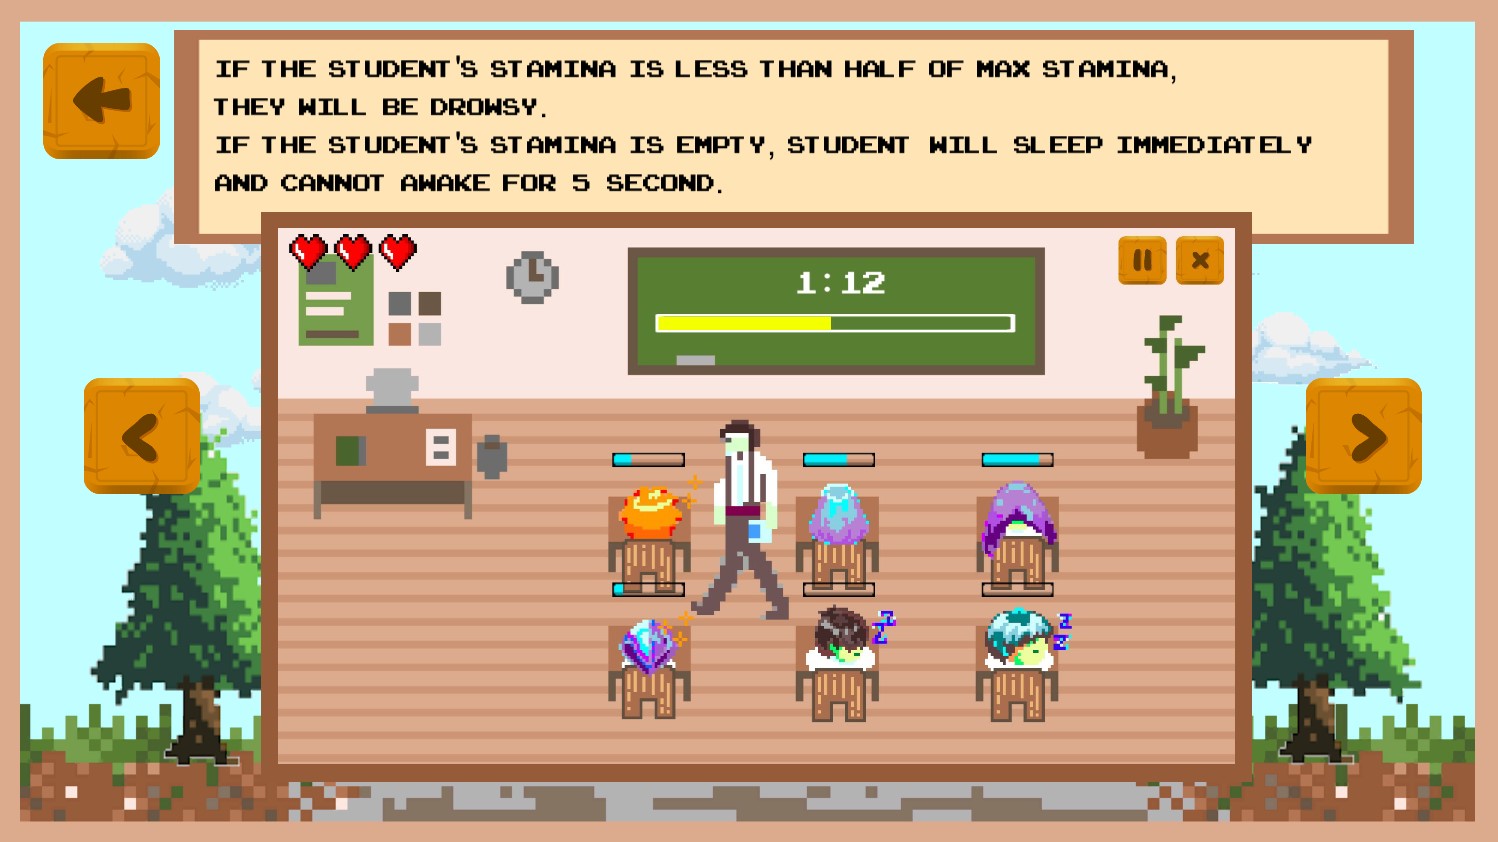 IF THE STUDENT'S STAMINA IS LESS THAN HALF OF MAX STAMINA,
THEY WILL BE DROWSY.
IF THE STUDENT'S STAMINA IS EMPTY, STUDENT WILL SLEEP IMMEDIATELY
AND CANNOT AWAKE FOR 5 SECOND.
1:12
Z
Z
Z
Z